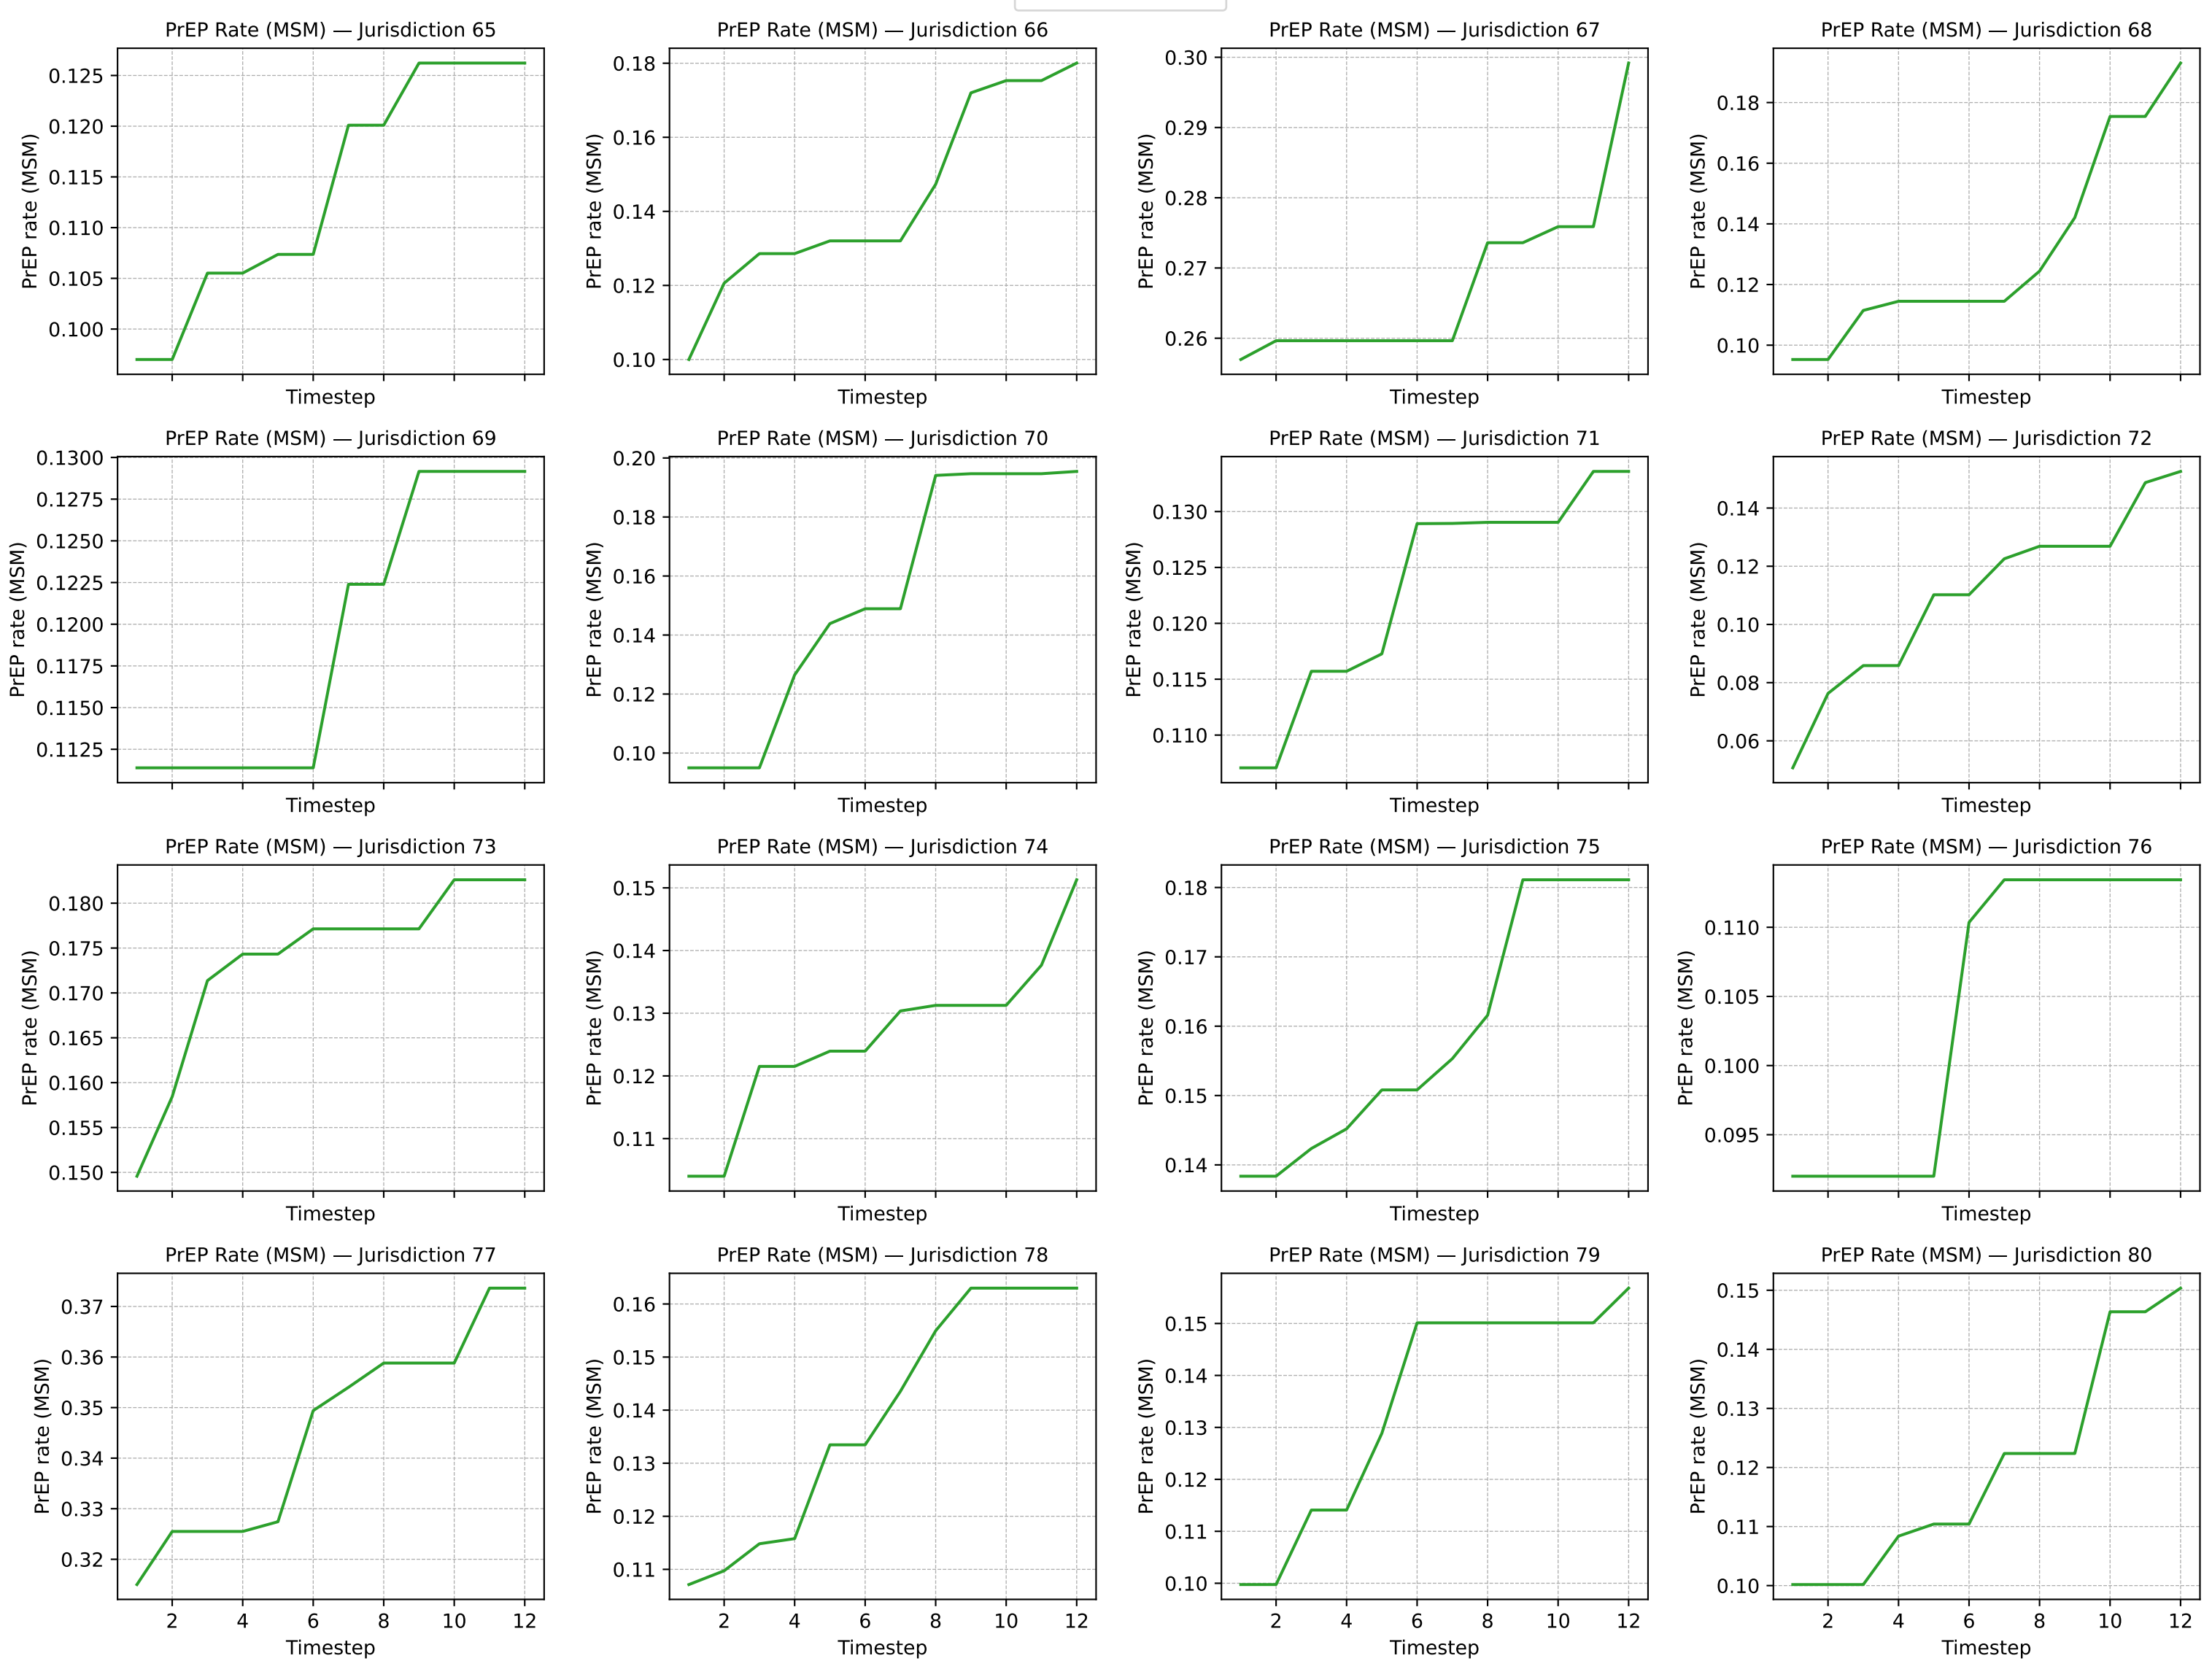 PrEP Rate (MSM) — Jurisdiction 65
PrEP rate (MSM)
0.125
0.120
0.115
0.110
0.105
0.100
Timestep
PrEP Rate (MSM) — Jurisdiction 66
PrEP rate (MSM)
0.18
0.16
0.14
0.12
0.10
Timestep
PrEP Rate (MSM) — Jurisdiction 67
PrEP rate (MSM)
0.30
0.29
0.28
0.27
0.26
Timestep
PrEP Rate (MSM) — Jurisdiction 68
PrEP rate (MSM)
0.18
0.16
0.14
0.12
0.10
Timestep
PrEP Rate (MSM) — Jurisdiction 69
PrEP rate (MSM)
0.1300
0.1275
0.1250
0.1225
0.1200
0.1175
0.1150
0.1125
Timestep
PrEP Rate (MSM) — Jurisdiction 70
PrEP rate (MSM)
0.20
0.18
0.16
0.14
0.12
0.10
Timestep
PrEP Rate (MSM) — Jurisdiction 71
PrEP rate (MSM)
0.130
0.125
0.120
0.115
0.110
Timestep
PrEP Rate (MSM) — Jurisdiction 72
PrEP rate (MSM)
0.14
0.12
0.10
0.08
0.06
Timestep
PrEP Rate (MSM) — Jurisdiction 73
PrEP rate (MSM)
0.180
0.175
0.170
0.165
0.160
0.155
0.150
Timestep
PrEP Rate (MSM) — Jurisdiction 74
PrEP rate (MSM)
0.15
0.14
0.13
0.12
0.11
Timestep
PrEP Rate (MSM) — Jurisdiction 75
PrEP rate (MSM)
0.18
0.17
0.16
0.15
0.14
Timestep
PrEP Rate (MSM) — Jurisdiction 76
PrEP rate (MSM)
0.110
0.105
0.100
0.095
Timestep
PrEP Rate (MSM) — Jurisdiction 77
PrEP rate (MSM)
0.37
0.36
0.35
0.34
0.33
0.32
2 4 6 8 10 12
Timestep
PrEP Rate (MSM) — Jurisdiction 78
PrEP rate (MSM)
0.16
0.15
0.14
0.13
0.12
0.11
2 4 6 8 10 12
Timestep
PrEP Rate (MSM) — Jurisdiction 79
PrEP rate (MSM)
0.15
0.14
0.13
0.12
0.11
0.10
2 4 6 8 10 12
Timestep
PrEP Rate (MSM) — Jurisdiction 80
PrEP rate (MSM)
0.15
0.14
0.13
0.12
0.11
0.10
2 4 6 8 10 12
Timestep